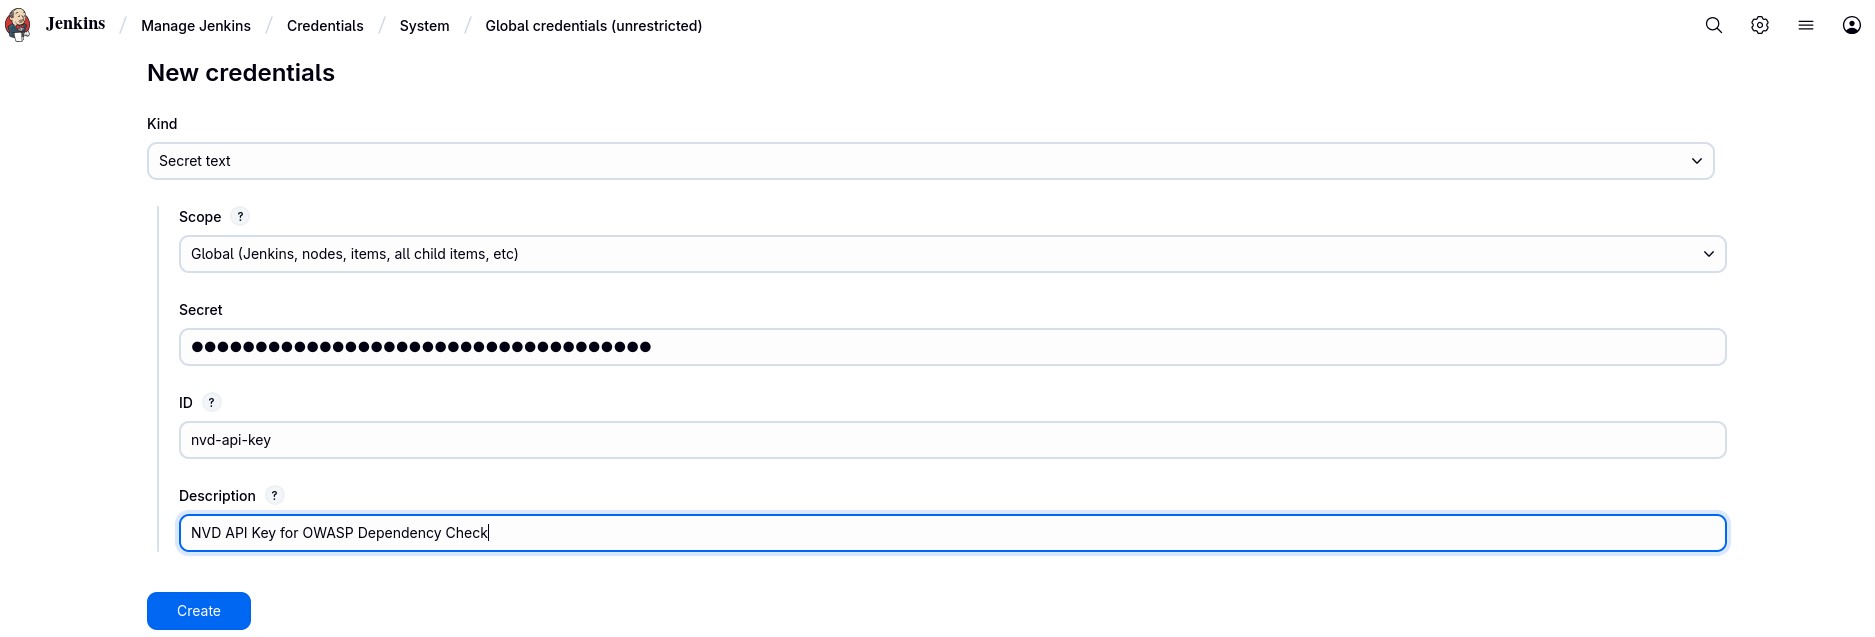 Jenkins / Manage Jenkins / Credentials / System / Global credentials (unrestricted)
New credentials
Kind
Secret text
Scope ?
Global (Jenkins, nodes, items, all child items, etc)
Secret
●●●●●●●●●●●●●●●●●●●●●●●●●●●●●●●●●●●●
ID ?
nvd-api-key
Description ?
NVD API Key for OWASP Dependency Check
Create